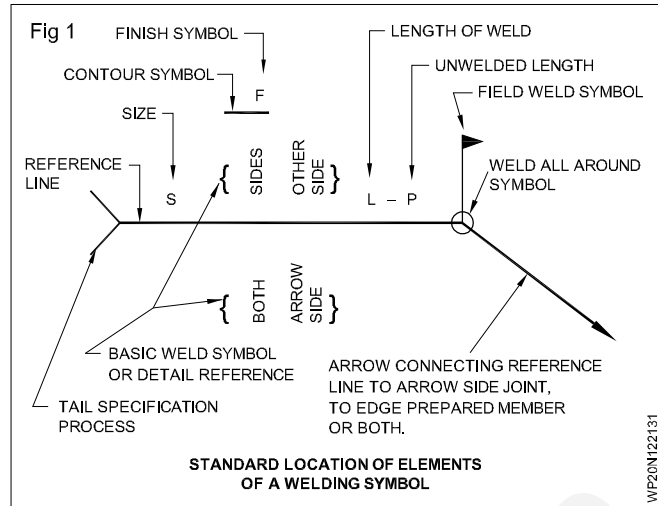 Fig 1
FINISH SYMBOL
LENGTH OF WELD
CONTOUR SYMBOL
F
UNWELDED LENGTH
SIZE
FIELD WELD SYMBOL
REFERENCE
LINE
S
{ SIDES
OTHER
SIDE }
L – P
WELD ALL AROUND
SYMBOL
{ BOTH
ARROW
SIDE }
BASIC WELD SYMBOL
OR DETAIL REFERENCE
TAIL SPECIFICATION
PROCESS
ARROW CONNECTING REFERENCE
LINE TO ARROW SIDE JOINT,
TO EDGE PREPARED MEMBER
OR BOTH.
STANDARD LOCATION OF ELEMENTS
OF A WELDING SYMBOL
WP20N122131